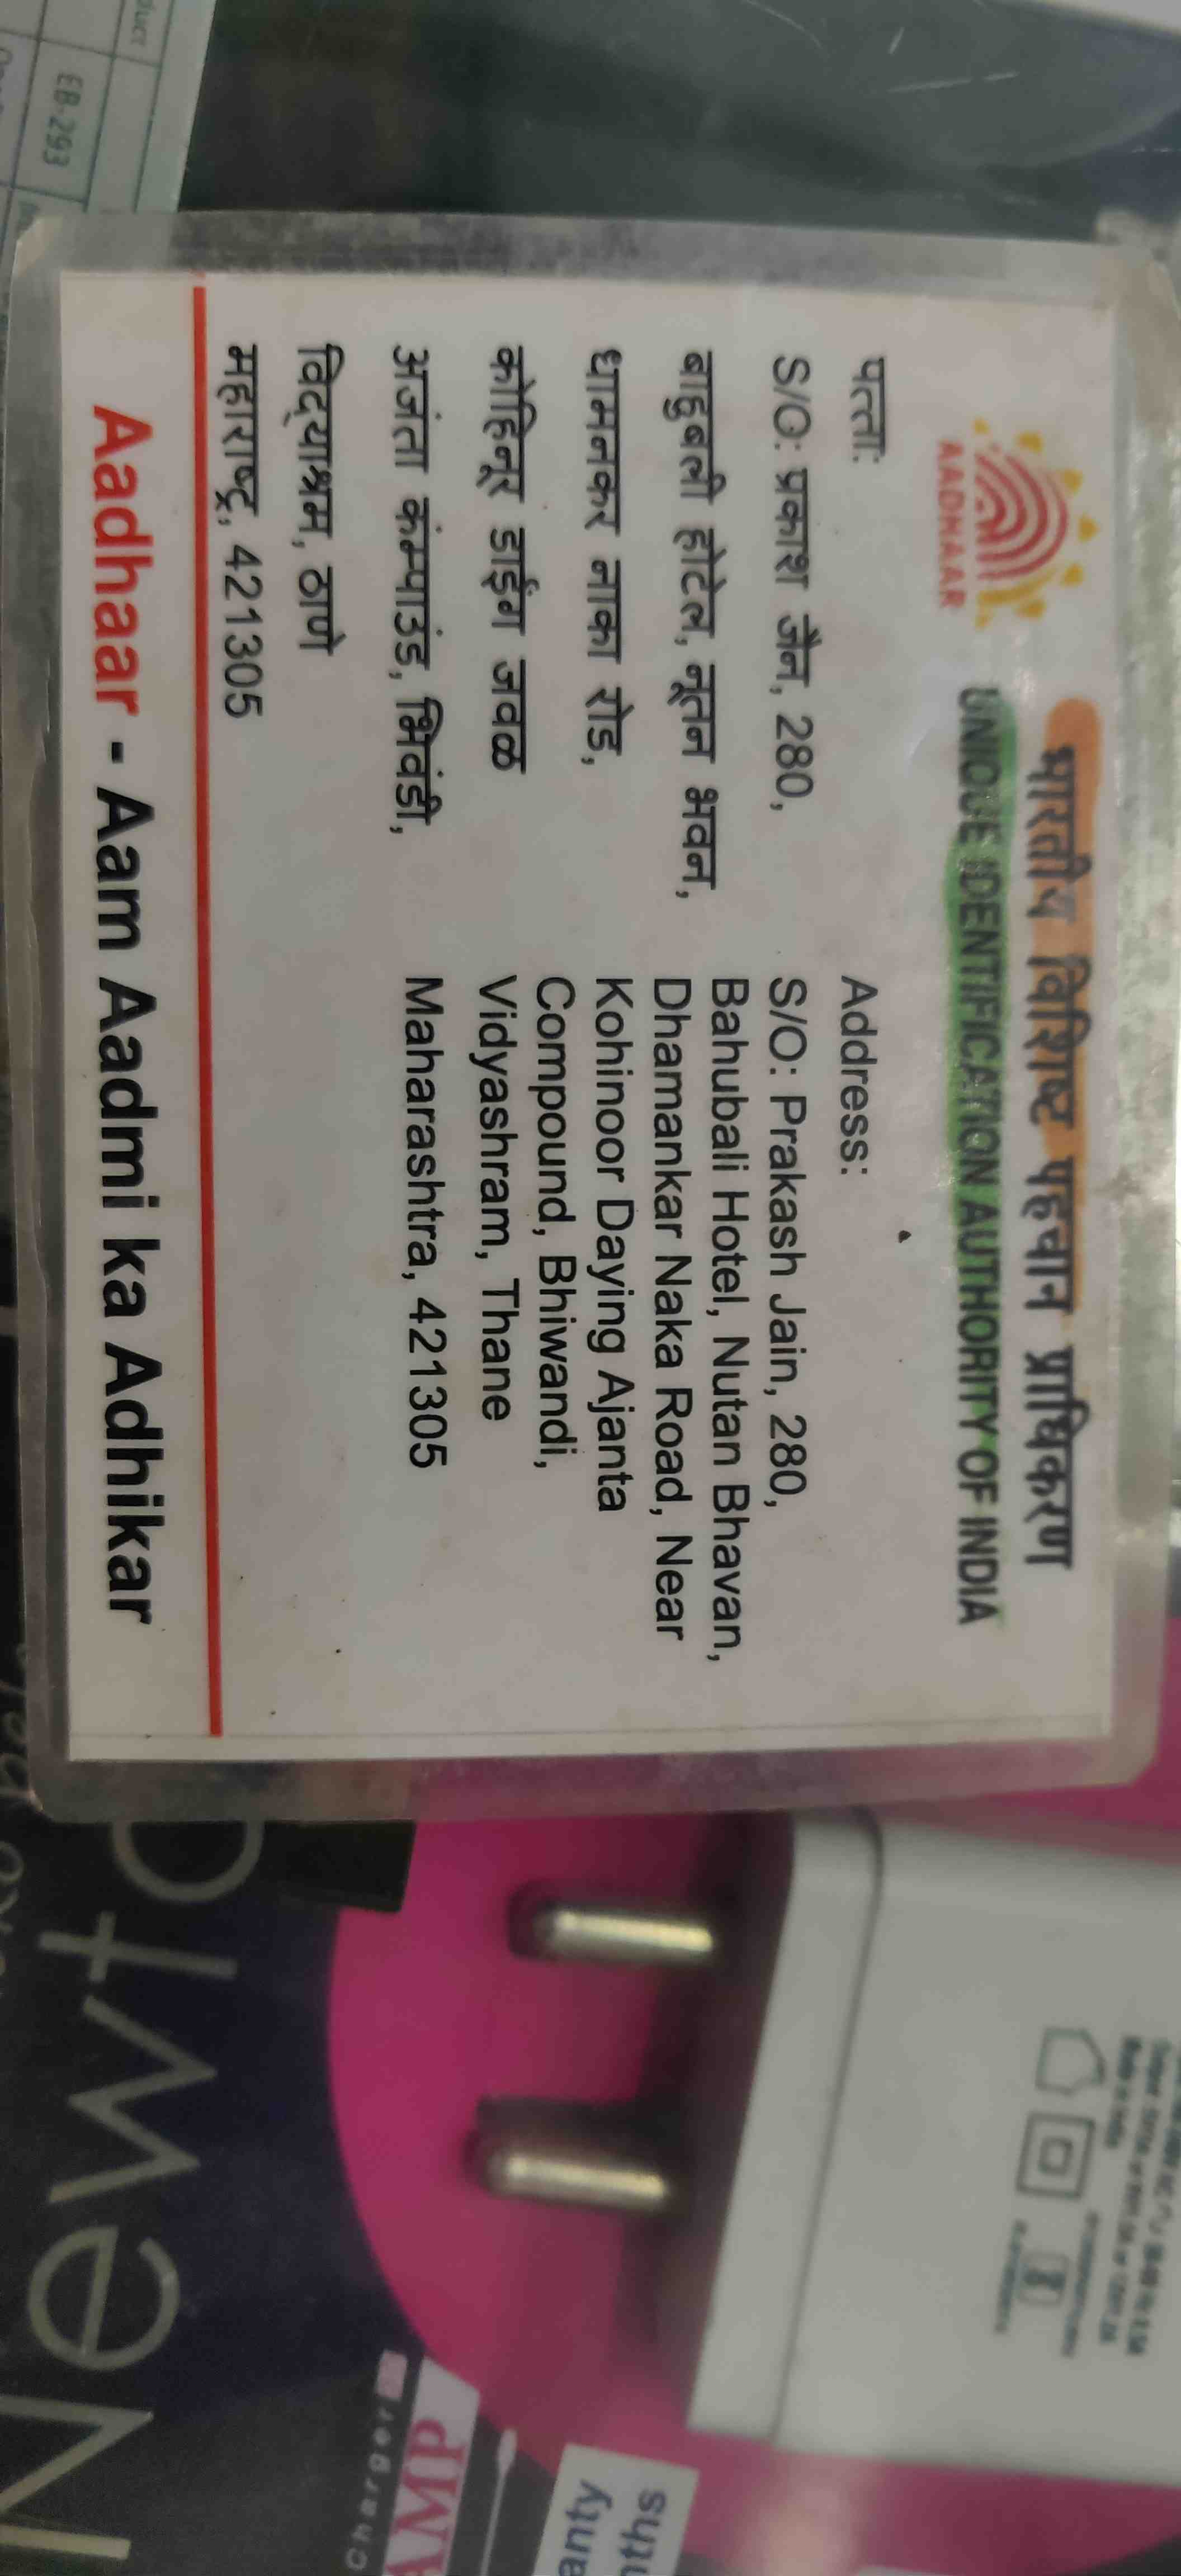 भारतीय विशिष्ट पहचान प्राधिकरण
UNIQUE IDENTIFICATION AUTHORITY OF INDIA
AADHAAR
पत्ता:
S/O: प्रकाश जैन, 280,
बाहुबली होटेल, नूतन भवन,
धामनकर नाका रोड,
कोहिनूर डाईंग जवळ
अजंता कंम्पाउंड, भिवंडी,
विद्याश्रम, ठाणे
महाराष्ट्र, 421305
Address:
S/O: Prakash Jain, 280,
Bahubali Hotel, Nutan Bhavan,
Dhamankar Naka Road, Near
Kohinoor Daying Ajanta
Compound, Bhiwandi,
Vidyashram, Thane
Maharashtra, 421305
Aadhaar - Aam Aadmi ka Adhikar
EB-293
Charger